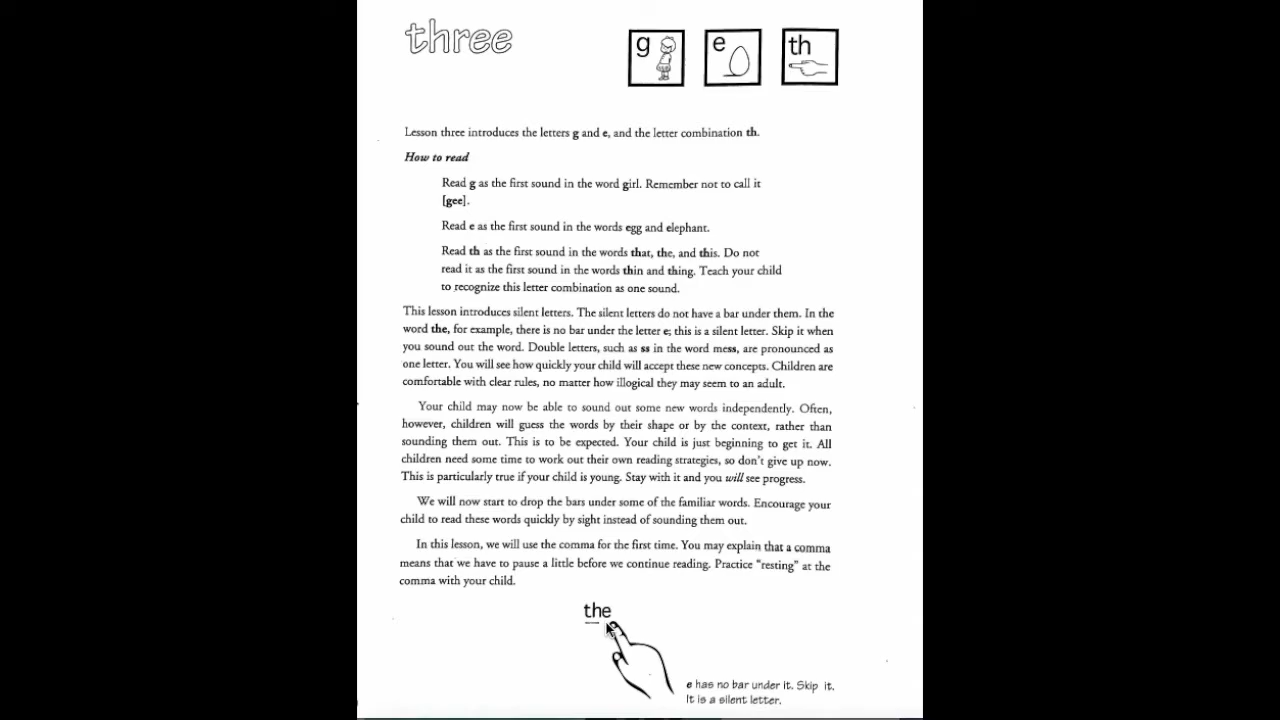 three
g
e
th
Lesson three introduces the letters g and e, and the letter combination th.
How to read
Read g as the first sound in the word girl. Remember not to call it
[gee].
Read e as the first sound in the words egg and elephant.
Read th as the first sound in the words that, the, and this. Do not
read it as the first sound in the words thin and thing. Teach your child
to recognize this letter combination as one sound.
This lesson introduces silent letters. The silent letters do not have a bar under them. In the
word the, for example, there is no bar under the letter e; this is a silent letter. Skip it when
you sound out the word. Double letters, such as ss in the word mess, are pronounced as
one letter. You will see how quickly your child will accept these new concepts. Children are
comfortable with clear rules, no matter how illogical they may seem to an adult.
Your child may now be able to sound out some new words independently. Often,
however, children will guess the words by their shape or by the context, rather than
sounding them out. This is to be expected. Your child is just beginning to get it. All
children need some time to work out their own reading strategies, so don't give up now.
This is particularly true if your child is young. Stay with it and you will see progress.
We will now start to drop the bars under some of the familiar words. Encourage your
child to read these words quickly by sight instead of sounding them out.
In this lesson, we will use the comma for the first time. You may explain that a comma
means that we have to pause a little before we continue reading. Practice "resting" at the
comma with your child.
the
e has no bar under it. Skip it.
It is a silent letter.